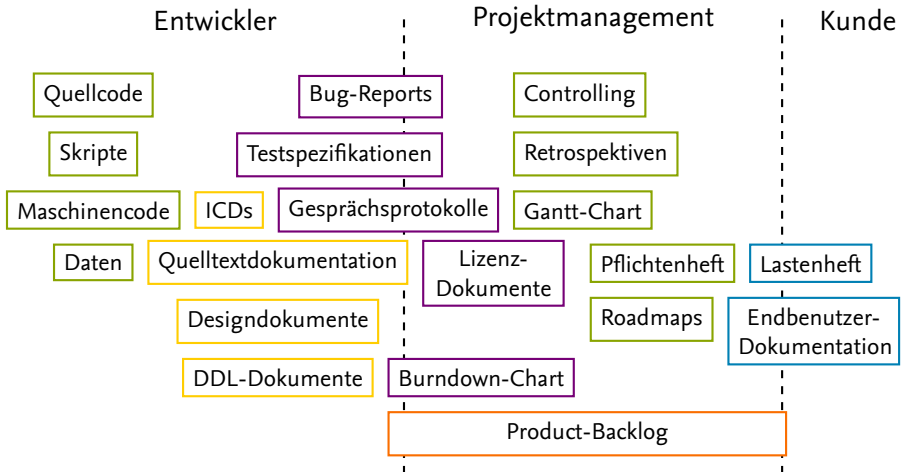 Entwickler
Projektmanagement
Kunde
Quellcode
Bug-Reports
Controlling
Skripte
Testspezifikationen
Retrospektiven
Maschinencode
ICDs
Gesprächsprotokolle
Gantt-Chart
Daten
Quelltextdokumentation
Lizenz-
Dokumente
Pflichtenheft
Lastenheft
Designdokumente
Roadmaps
Endbenutzer-
Dokumentation
DDL-Dokumente
Burndown-Chart
Product-Backlog